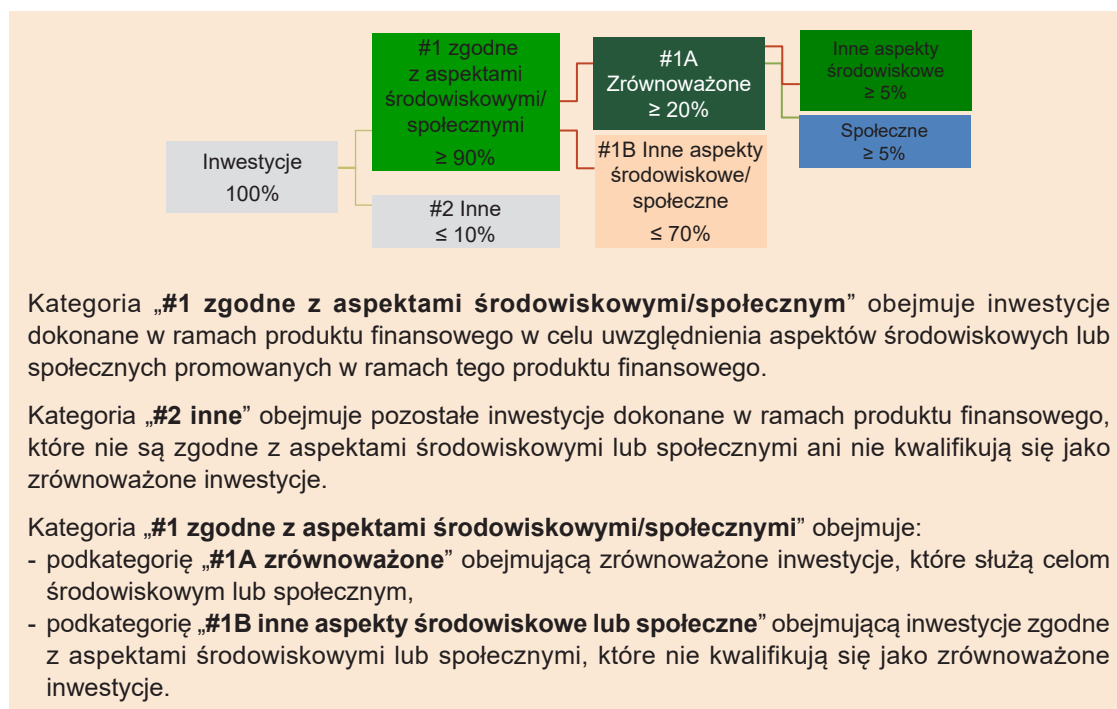 Inwestycje
100%
#1 zgodne
z aspektami
środowiskowymi/
społecznymi
≥ 90%
#2 Inne
≤ 10%
#1A
Zrównoważone
≥ 20%
#1B Inne aspekty
środowiskowe/
społeczne
≤ 70%
Inne aspekty
środowiskowe
≥ 5%
Społeczne
≥ 5%
Kategoria „#1 zgodne z aspektami środowiskowymi/społecznym” obejmuje inwestycje
dokonane w ramach produktu finansowego w celu uwzględnienia aspektów środowiskowych lub
społecznych promowanych w ramach tego produktu finansowego.
Kategoria „#2 inne” obejmuje pozostałe inwestycje dokonane w ramach produktu finansowego,
które nie są zgodne z aspektami środowiskowymi lub społecznymi ani nie kwalifikują się jako
zrównoważone inwestycje.
Kategoria „#1 zgodne z aspektami środowiskowymi/społecznymi” obejmuje:
- podkategorię „#1A zrównoważone” obejmującą zrównoważone inwestycje, które służą celom
środowiskowym lub społecznym,
- podkategorię „#1B inne aspekty środowiskowe lub społeczne” obejmującą inwestycje zgodne
z aspektami środowiskowymi lub społecznymi, które nie kwalifikują się jako zrównoważone
inwestycje.